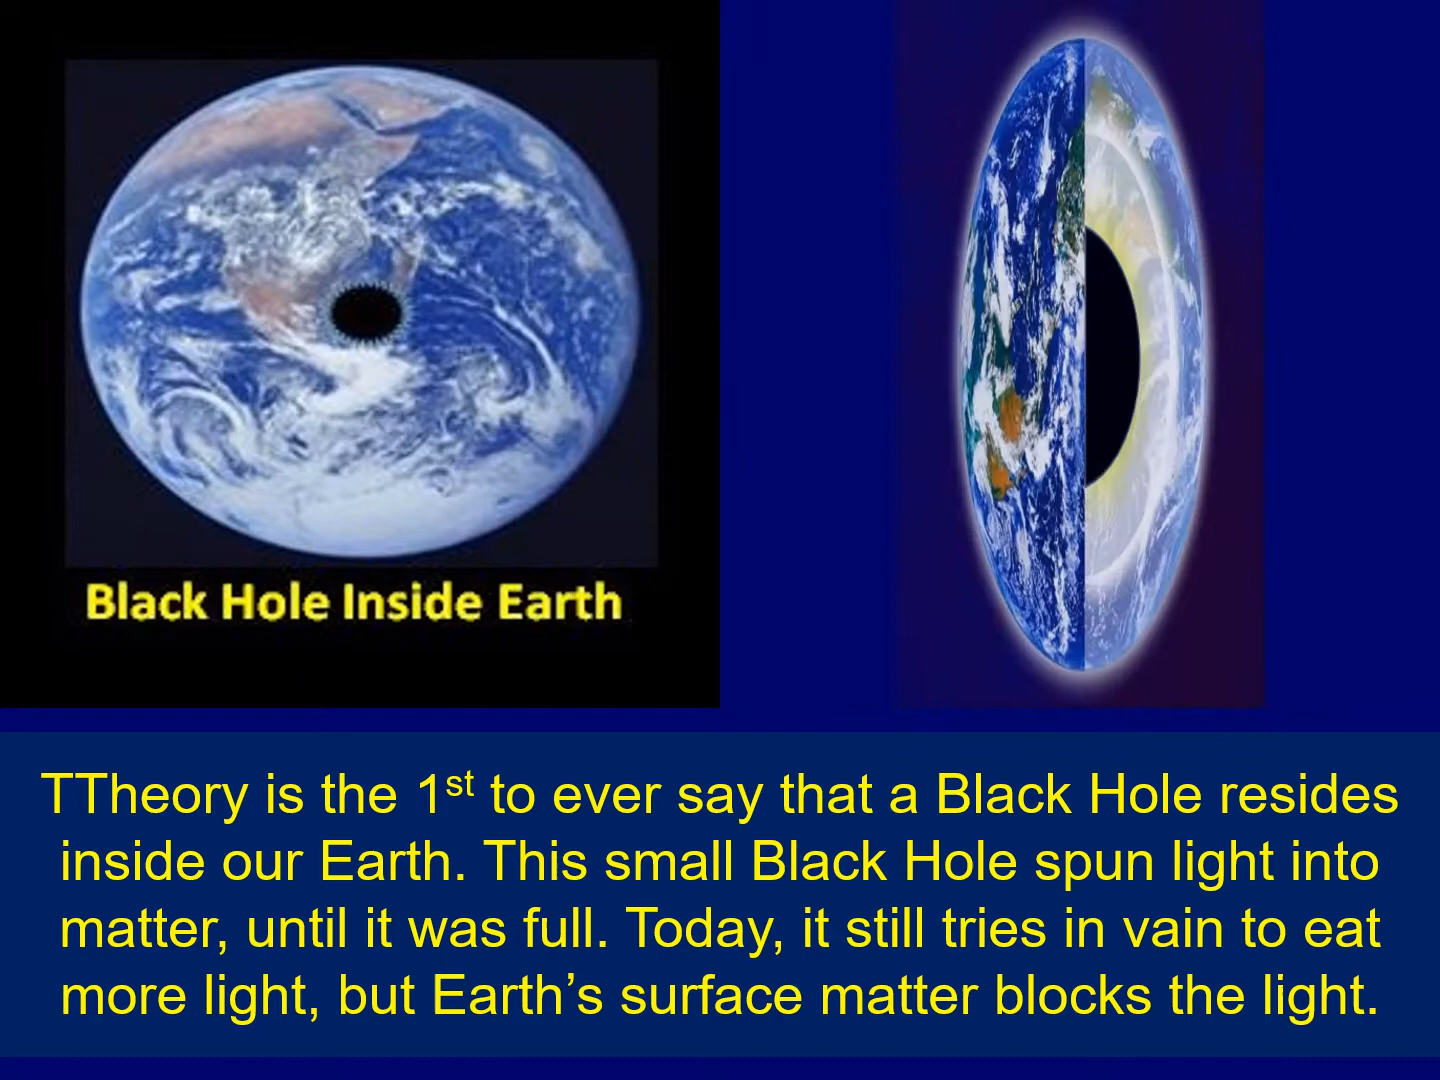 Black Hole Inside Earth
TTheory is the 1st to ever say that a Black Hole resides
inside our Earth. This small Black Hole spun light into
matter, until it was full. Today, it still tries in vain to eat
more light, but Earth’s surface matter blocks the light.